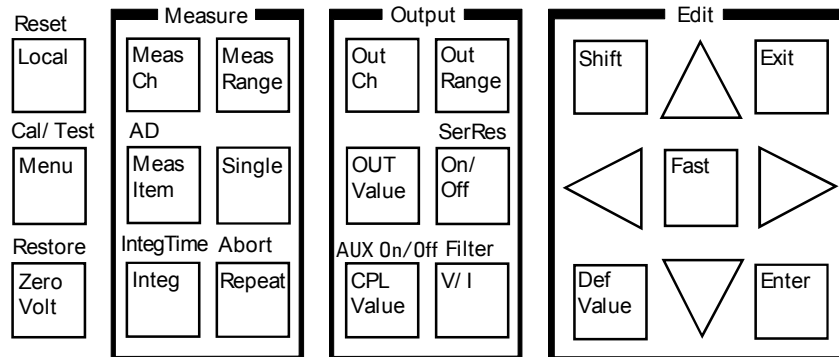 Measure
Output
Edit
Reset
Local
Meas
Ch
Meas
Range
Out
Ch
Out
Range
Shift
Exit
Cal/ Test
AD
SerRes
Menu
Meas
Item
Single
OUT
Value
On/
Off
Fast
Restore
IntegTime
Abort
AUX On/Off
Filter
Zero
Volt
Integ
Repeat
CPL
Value
V/ I
Def
Value
Enter